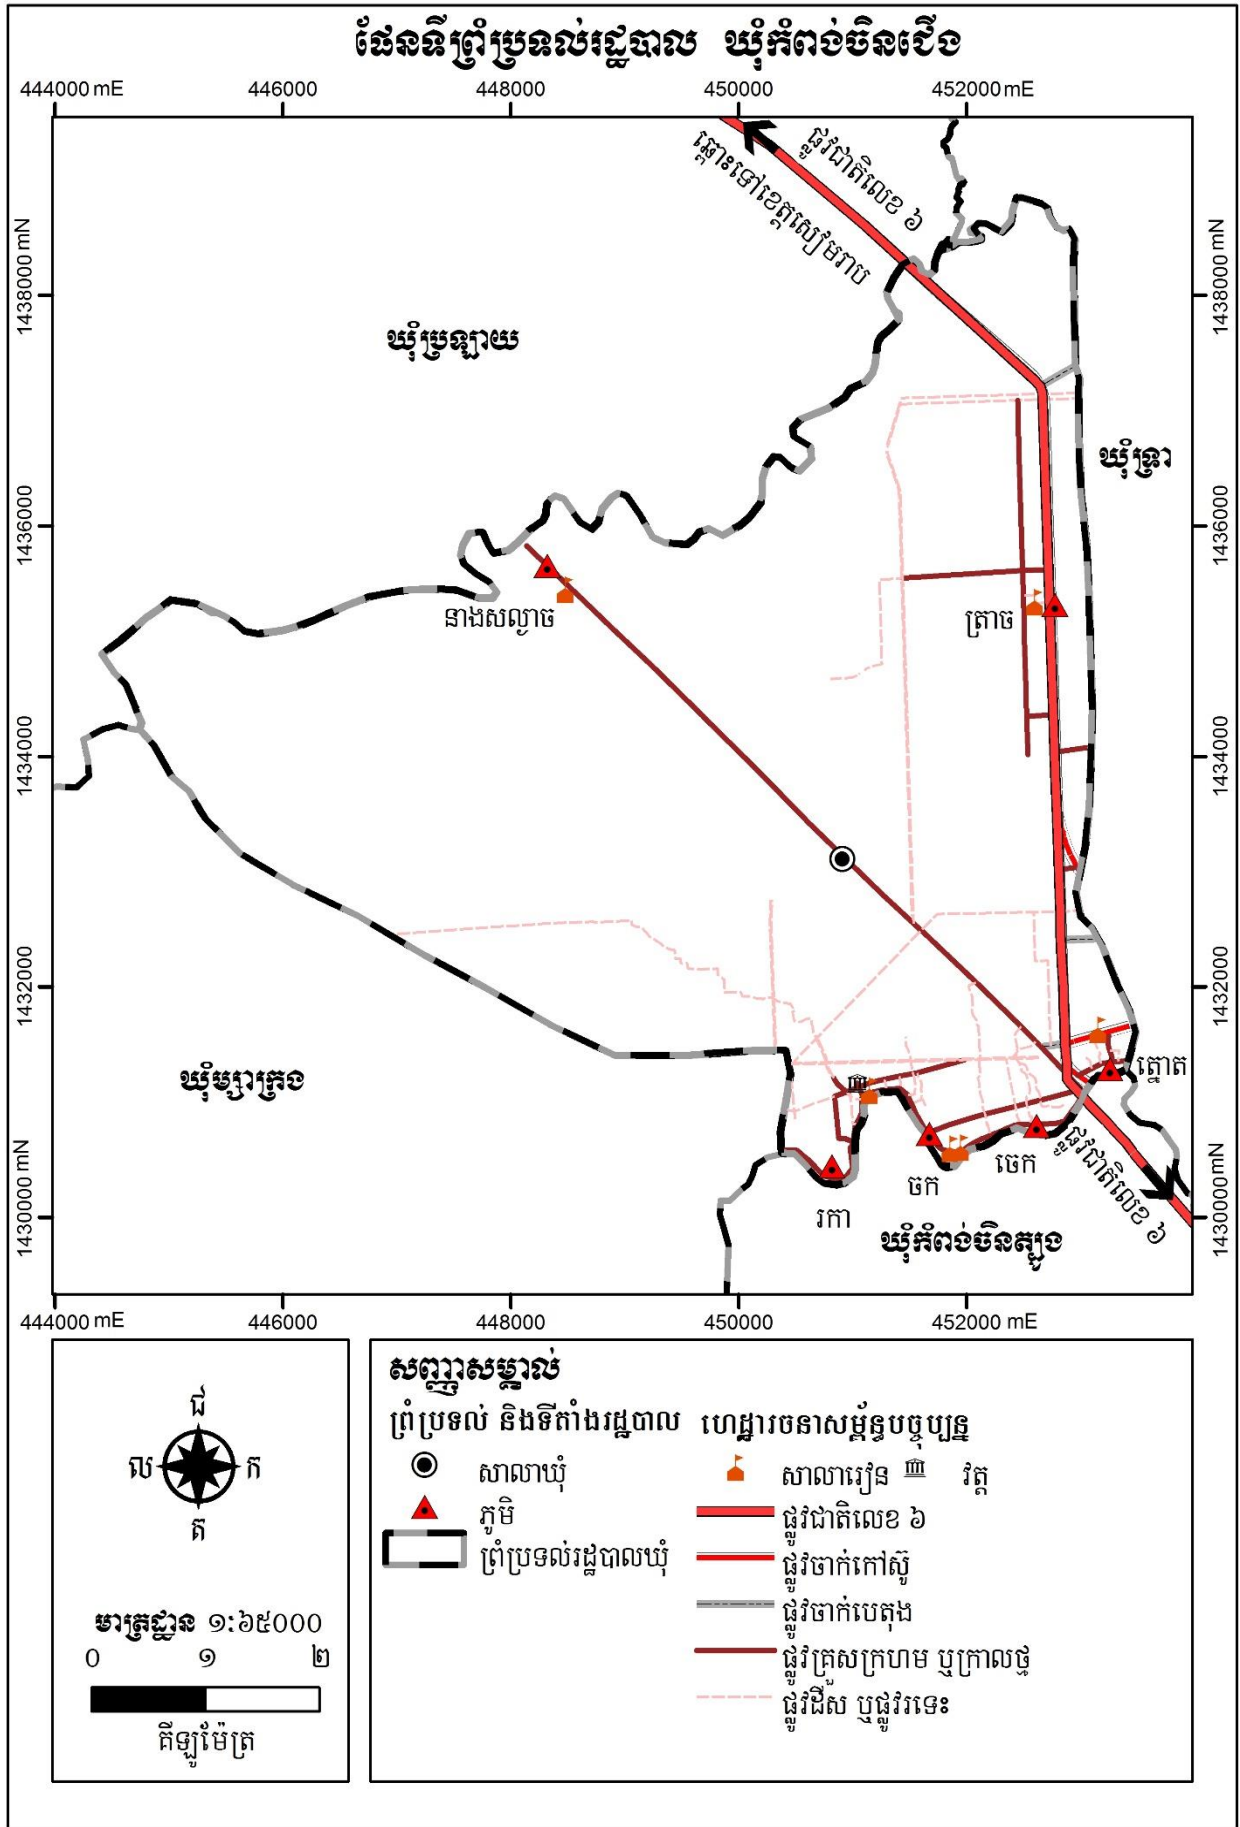 ផែនទីព្រំប្រទល់រដ្ឋបាល ឃុំកំពង់ចិនជើង
444000 mE 446000 448000 450000 452000 mE
ផ្លូវជាតិលេខ ៦
ឆ្ពោះទៅខេត្តសៀមរាប
1438000 mN
1438000 mN
ឃុំប្រឡាយ
ឃុំទ្រា
1436000
1436000
នាងសល្ងាច
ត្រាច
1434000
1434000
1432000
1432000
ឃុំម្សាក្រង
ត្នោត
ចេក
ចក
រកា
ផ្លូវជាតិលេខ ៦
1430000 mN
1430000 mN
ឃុំកំពង់ចិនត្បូង
444000 mE 446000 448000 450000 452000 mE
ជ
ល ក
ត
មាត្រដ្ឋាន ១:៦៥០០០
0 ១ ២
គីឡូម៉ែត្រ
សញ្ញាសម្គាល់
ព្រំប្រទល់ និងទីតាំងរដ្ឋបាល ហេដ្ឋារចនាសម្ព័ន្ធបច្ចុប្បន្ន
សាលាឃុំ សាលារៀន វត្ត
ភូមិ ផ្លូវជាតិលេខ ៦
ព្រំប្រទល់រដ្ឋបាលឃុំ ផ្លូវចាក់កៅស៊ូ
ផ្លូវចាក់បេតុង
ផ្លូវគ្រួសក្រហម ឬក្រាលថ្ម
ផ្លូវដីស ឬផ្លូវរទេះ